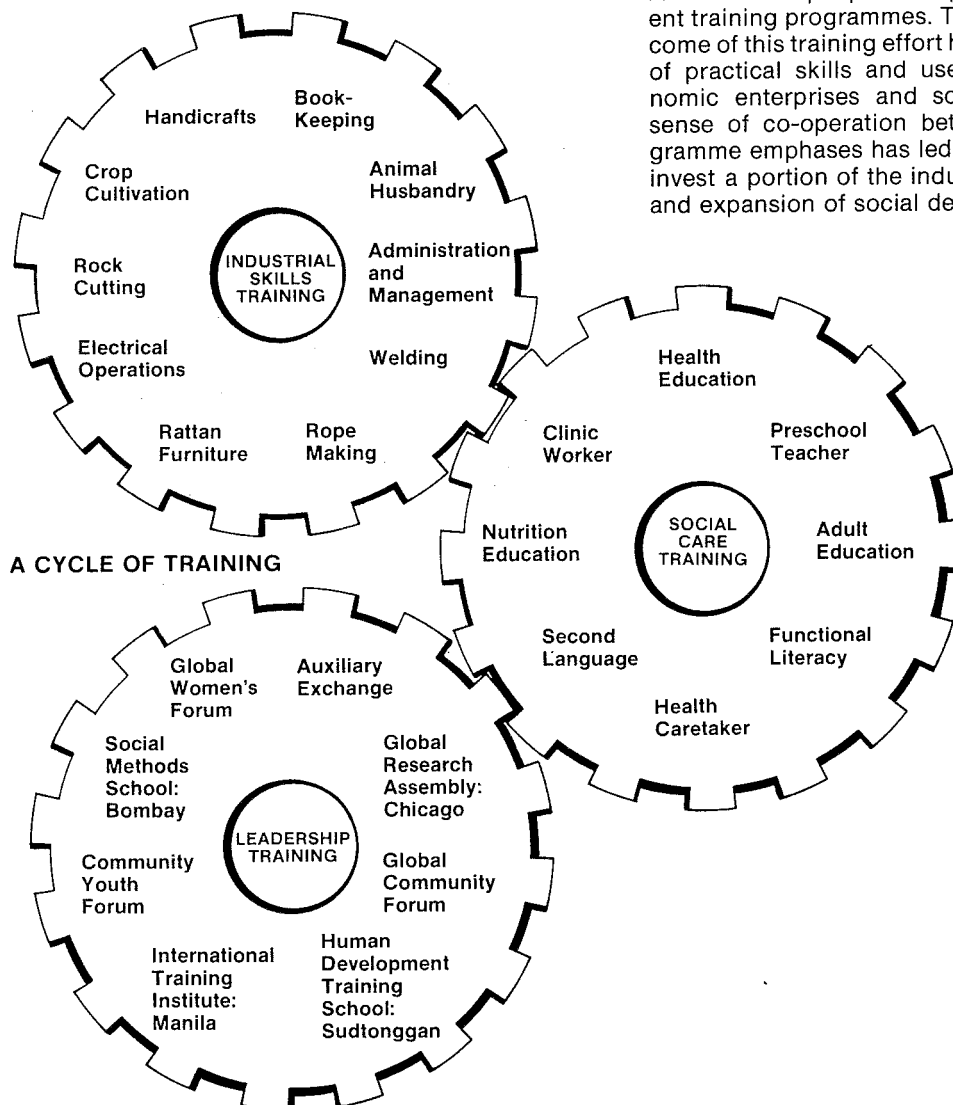 ent training programmes. T
come of this training effort h
of practical skills and use
nomic enterprises and so
sense of co-operation bet
gramme emphases has led
invest a portion of the indu
and expansion of social de
Handicrafts
Book-
Keeping
Crop
Cultivation
Animal
Husbandry
Rock
Cutting
INDUSTRIAL
SKILLS
TRAINING
Administration
and
Management
Electrical
Operations
Welding
Rattan
Furniture
Rope
Making
Health
Education
Clinic
Worker
Preschool
Teacher
Nutrition
Education
SOCIAL
CARE
TRAINING
Adult
Education
Second
Language
Functional
Literacy
Health
Caretaker
A CYCLE OF TRAINING
Global
Women's
Forum
Auxiliary
Exchange
Social
Methods
School:
Bombay
Global
Research
Assembly:
Chicago
LEADERSHIP
TRAINING
Community
Youth
Forum
Global
Community
Forum
International
Training
Institute:
Manila
Human
Development
Training
School:
Sudtonggan